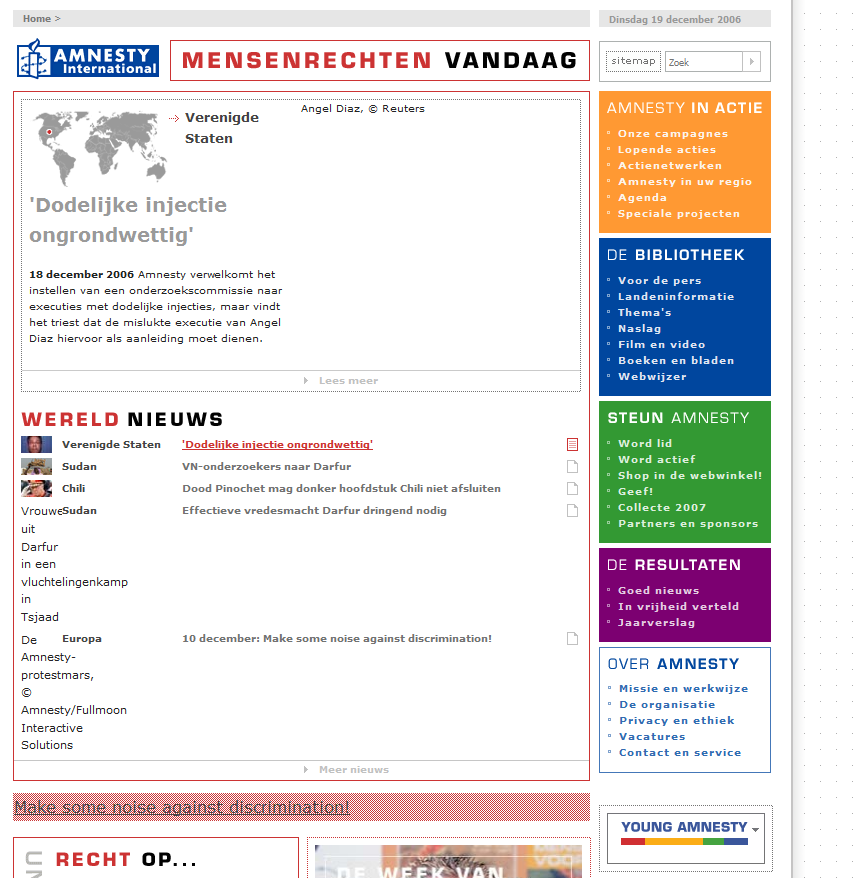 Home >
Dinsdag 19 december 2006
AMNESTY
International
MENSENRECHTEN VANDAAG
sitemap
Zoek
Verenigde
Staten
Angel Diaz, © Reuters
'Dodelijke injectie
ongrondwettig'
18 december 2006 Amnesty verwelkomt het
instellen van een onderzoekscommissie naar
executies met dodelijke injecties, maar vindt
het triest dat de mislukte executie van Angel
Diaz hiervoor als aanleiding moet dienen.
Lees meer
WERELD NIEUWS
Verenigde Staten 'Dodelijke injectie ongrondwettig'
Sudan VN-onderzoekers naar Darfur
Chili Dood Pinochet mag donker hoofdstuk Chili niet afsluiten
Sudan Effectieve vredesmacht Darfur dringend nodig
uit
Darfur
in een
vluchtelingenkamp
in
Tsjaad
De Europa 10 december: Make some noise against discrimination!
Amnesty-
protestmars,
©
Amnesty/Fullmoon
Interactive
Solutions
Meer nieuws
Make some noise against discrimination!
RECHT OP...
DE WEEK VAN
AMNESTY IN ACTIE
Onze campagnes
Lopende acties
Actienetwerken
Amnesty in uw regio
Agenda
Speciale projecten
DE BIBLIOTHEEK
Voor de pers
Landeninformatie
Thema's
Naslag
Film en video
Boeken en bladen
Webwijzer
STEUN AMNESTY
Word lid
Word actief
Shop in de webwinkel!
Geef!
Collecte 2007
Partners en sponsors
DE RESULTATEN
Goed nieuws
In vrijheid verteld
Jaarverslag
OVER AMNESTY
Missie en werkwijze
De organisatie
Privacy en ethiek
Vacatures
Contact en service
YOUNG AMNESTY